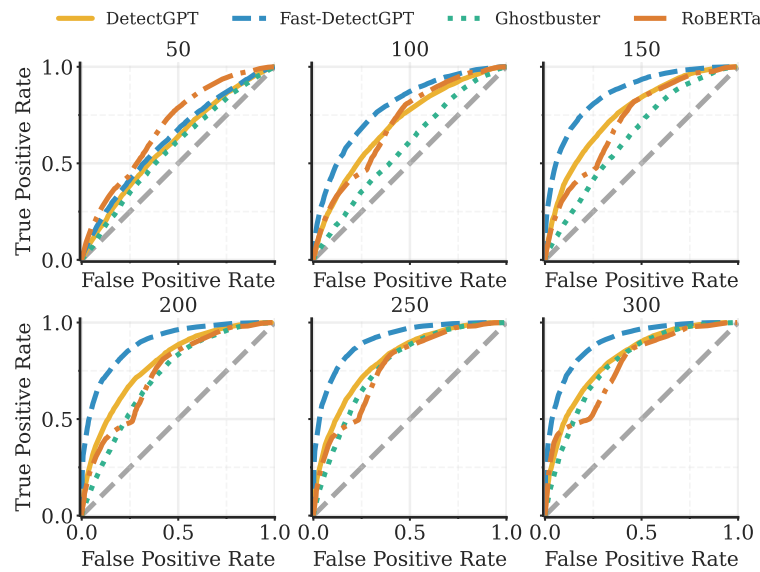 DetectGPT Fast-DetectGPT Ghostbuster RoBERTa
50 100 150
True Positive Rate
1.0
0.5
0.0
False Positive Rate False Positive Rate False Positive Rate
200 250 300
True Positive Rate
1.0
0.5
0.0
0.0 0.5 1.0 0.0 0.5 1.0 0.0 0.5 1.0
False Positive Rate False Positive Rate False Positive Rate